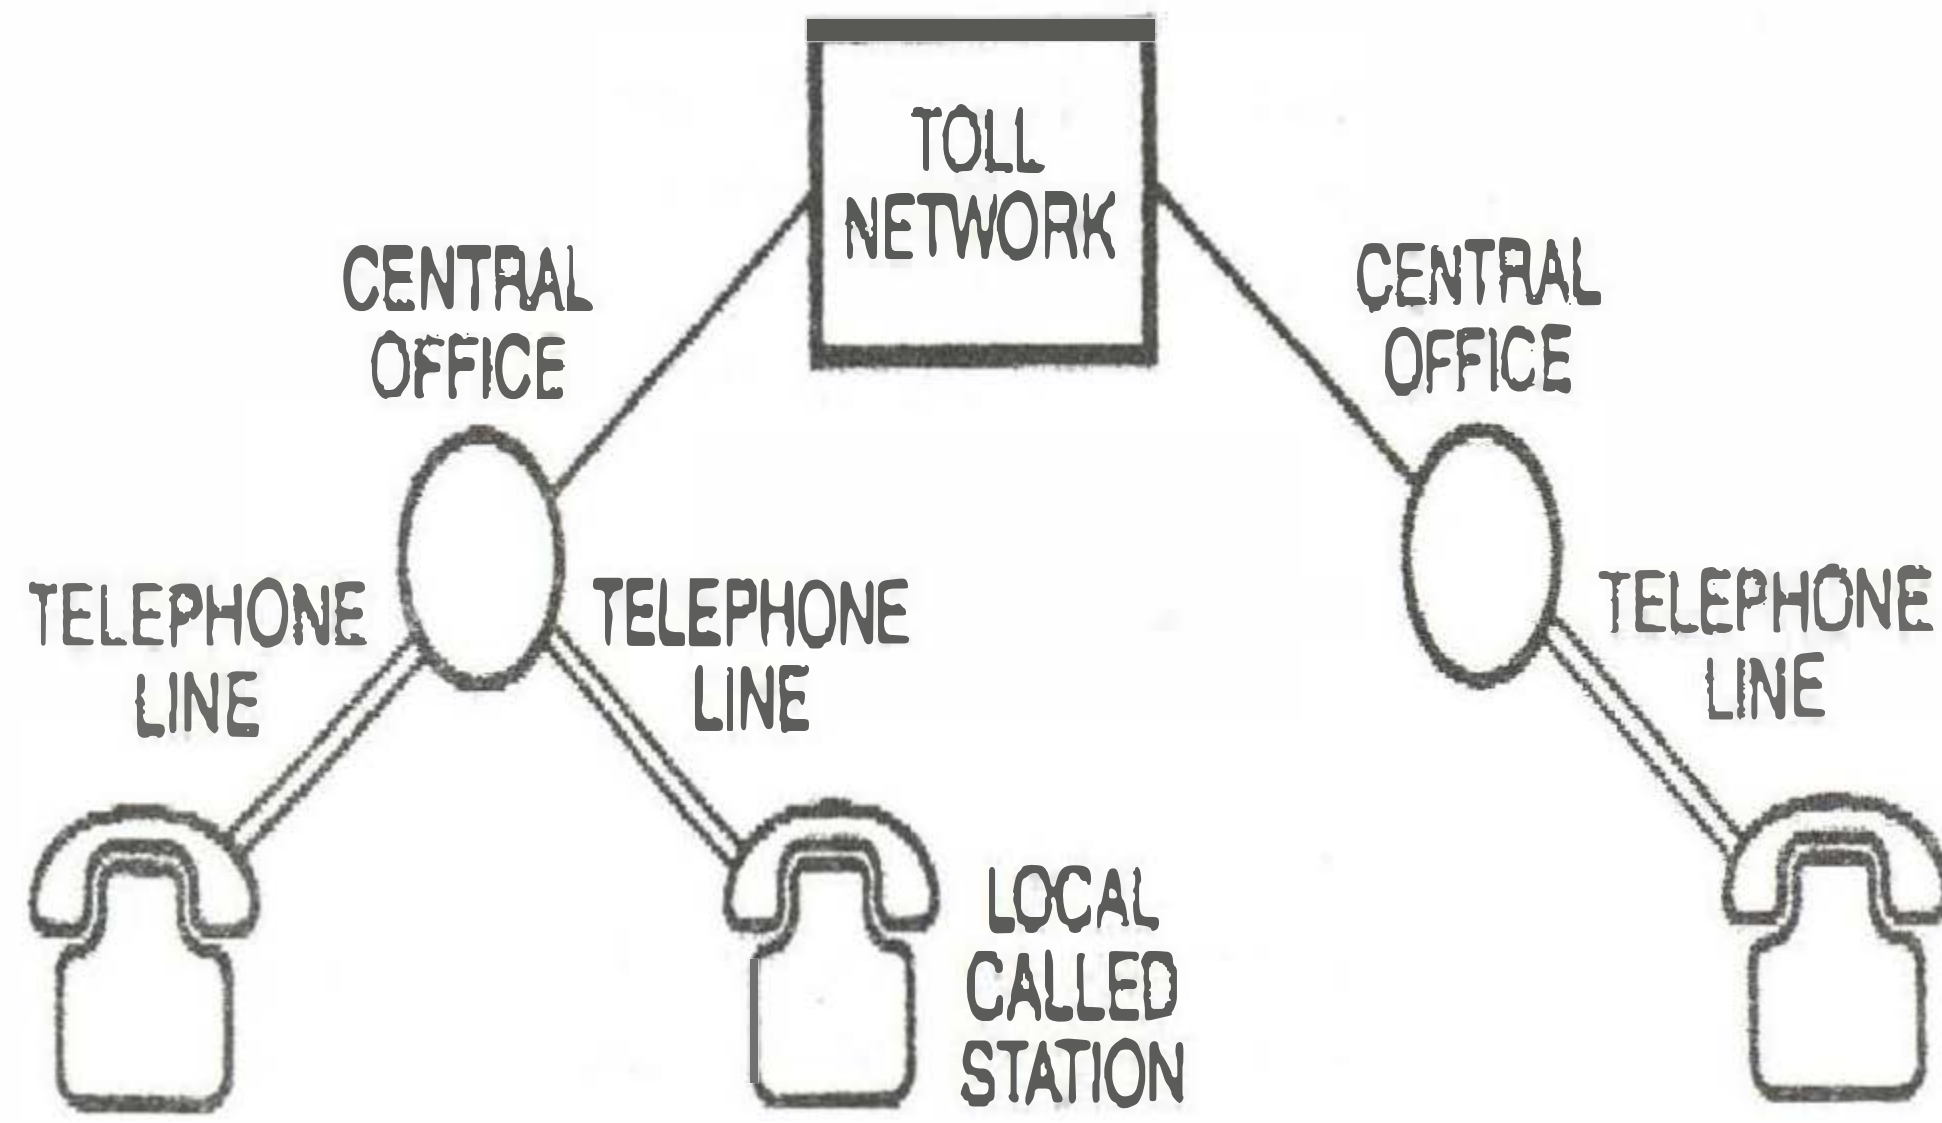 TOLL
NETWORK
CENTRAL
OFFICE
CENTRAL
OFFICE
TELEPHONE
LINE
TELEPHONE
LINE
TELEPHONE
LINE
LOCAL
CALLED
STATION